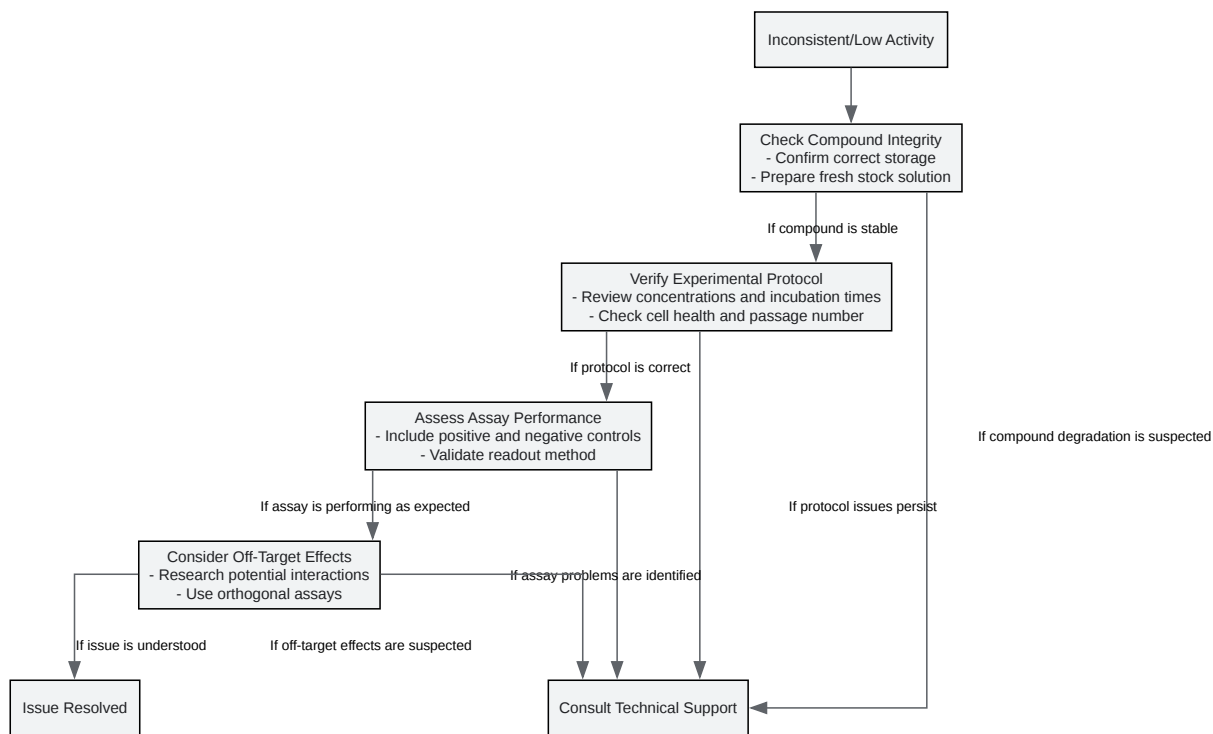 Inconsistent/Low Activity
Check Compound Integrity
- Confirm correct storage
- Prepare fresh stock solution
If compound is stable
Verify Experimental Protocol
- Review concentrations and incubation times
- Check cell health and passage number
If protocol is correct
Assess Assay Performance
- Include positive and negative controls
- Validate readout method
If compound degradation is suspected
If assay is performing as expected
If protocol issues persist
Consider Off-Target Effects
- Research potential interactions
- Use orthogonal assays
If assay problems are identified
If issue is understood
If off-target effects are suspected
Issue Resolved
Consult Technical Support